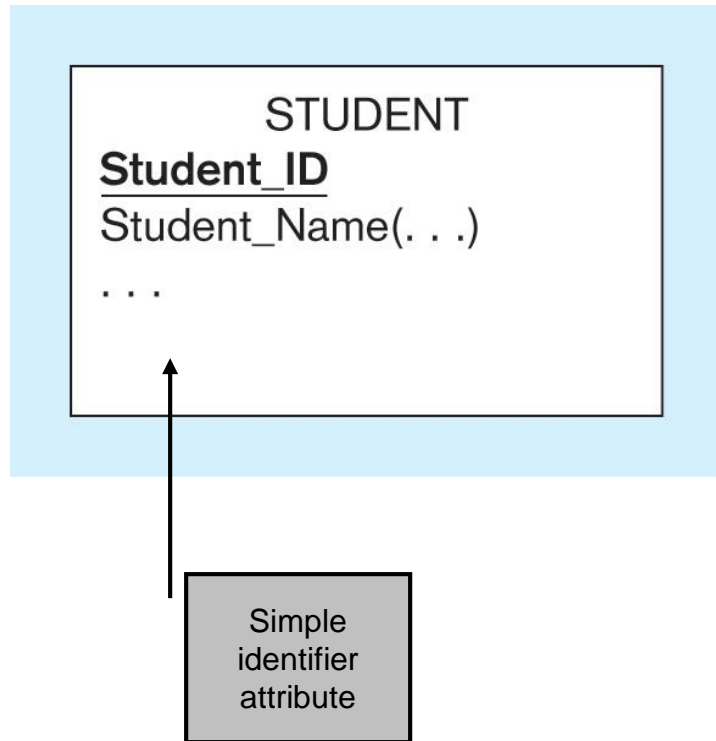 STUDENT
Student_ID
Student_Name(. . .)
. . .
Simple
identifier
attribute